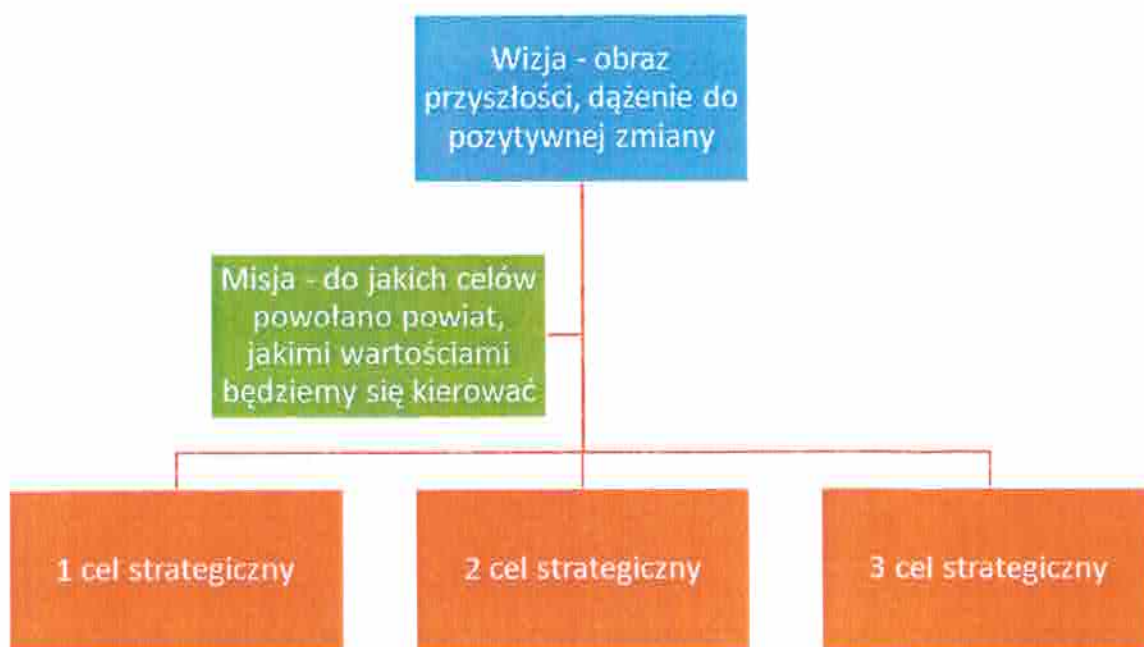 Wizja - obraz
przyszłości, dążenie do
pozytywnej zmiany
Misja - do jakich celów
powołano powiat,
jakimi wartościami
będziemy się kierować
1 cel strategiczny
2 cel strategiczny
3 cel strategiczny